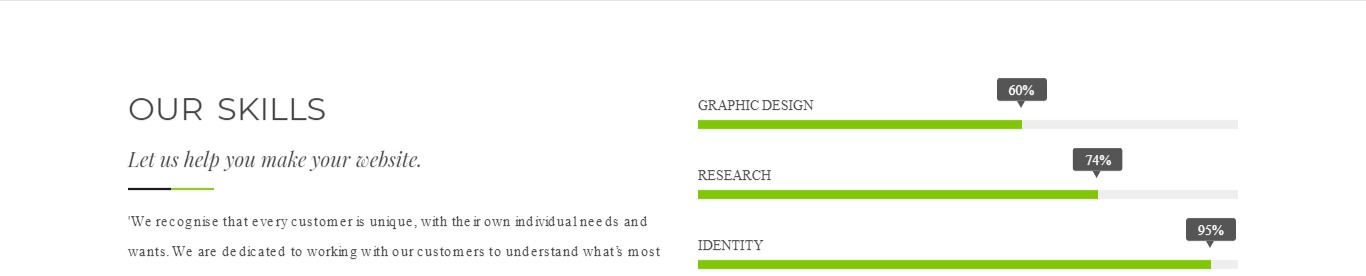 OUR SKILLS
Let us help you make your website.
'We recognise that every customer is unique, with their own individual needs and
wants. We are dedicated to working with our customers to understand what's most
60%
GRAPHIC DESIGN
74%
RESEARCH
95%
IDENTITY